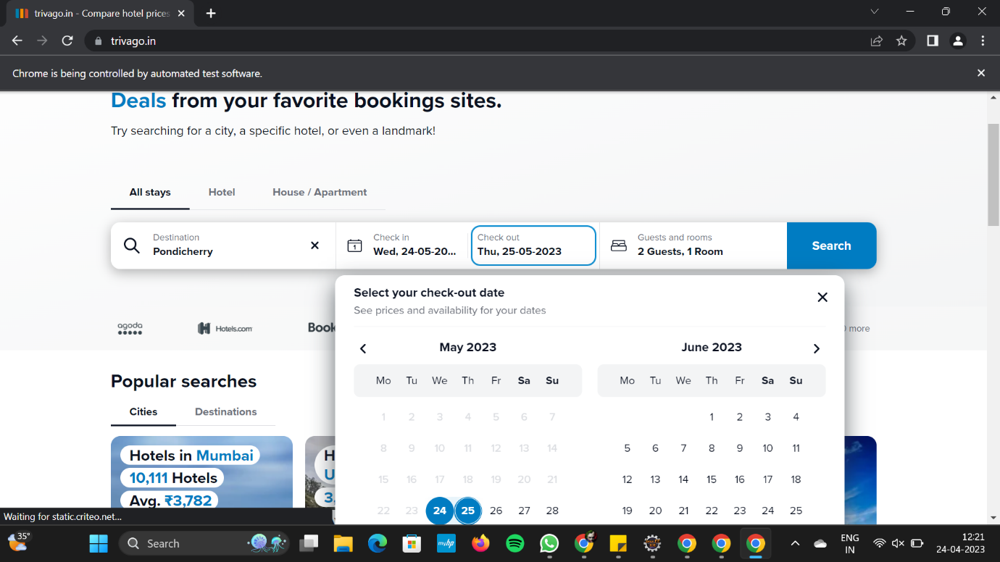 trivago.in - Compare hotel prices
trivago.in
Chrome is being controlled by automated test software.
Deals from your favorite bookings sites.
Try searching for a city, a specific hotel, or even a landmark!
All stays Hotel House / Apartment
Destination
Pondicherry
Check in
Wed, 24-05-20...
Check out
Thu, 25-05-2023
Guests and rooms
2 Guests, 1 Room
Search
agoda Hotels.com Book
more
Select your check-out date
See prices and availability for your dates
May 2023
Mo Tu We Th Fr Sa Su
1 2 3 4 5 6 7
8 9 10 11 12 13 14
15 16 17 18 19 20 21
22 23 24 25 26 27 28
June 2023
Mo Tu We Th Fr Sa Su
1 2 3 4
5 6 7 8 9 10 11
12 13 14 15 16 17 18
19 20 21 22 23 24 25
Popular searches
Cities Destinations
Hotels in Mumbai
10,111 Hotels
Avg. ₹3,782
H
U
3,
Waiting for static.criteo.net...
35°
Search
my.hp
ENG
IN
12:21
24-04-2023